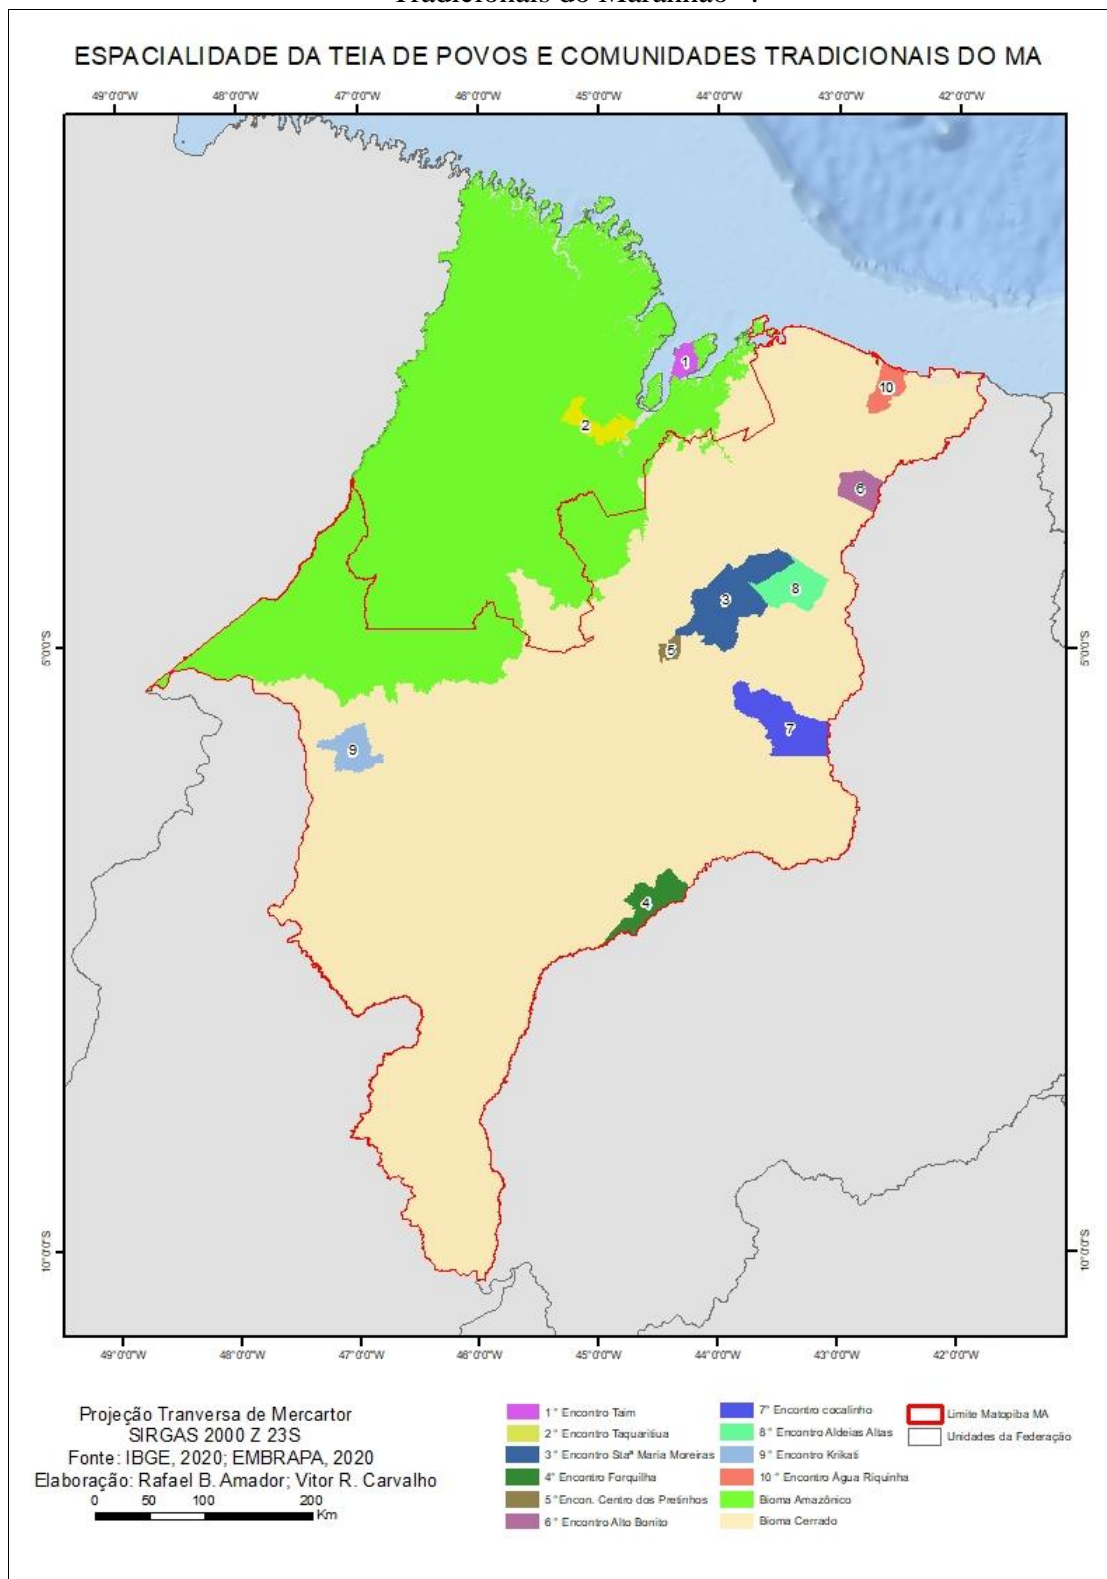 Tradicionais do Maranhão
ESPACIALIDADE DA TEIA DE POVOS E COMUNIDADES TRADICIONAIS DO MA
49°0'0"W 48°0'0"W 47°0'0"W 46°0'0"W 45°0'0"W 44°0'0"W 43°0'0"W 42°0'0"W
1
10
2
6
8
3
5°0'0"S 5 5°0'0"S
7
9
4
10°0'0"S 10°0'0"S
49°0'0"W 48°0'0"W 47°0'0"W 46°0'0"W 45°0'0"W 44°0'0"W 43°0'0"W 42°0'0"W
Projeção Tranversa de Mercartor
SIRGAS 2000 Z 23S
Fonte: IBGE, 2020; EMBRAPA, 2020
Elaboração: Rafael B. Amador; Vitor R. Carvalho
0 50 100 200
Km
1° Encontro Taim
2° Encontro Taquaritiua
3° Encontro Staª Maria Moreiras
4° Encontro Forquilha
5°Encon. Centro dos Pretinhos
6° Encontro Alto Bonito
7° Encontro cocalinho
8° Encontro Aldeias Altas
9° Encontro Krikati
10° Encontro Água Riquinha
Bioma Amazônico
Bioma Cerrado
Limite Matopiba MA
Unidades da Federação